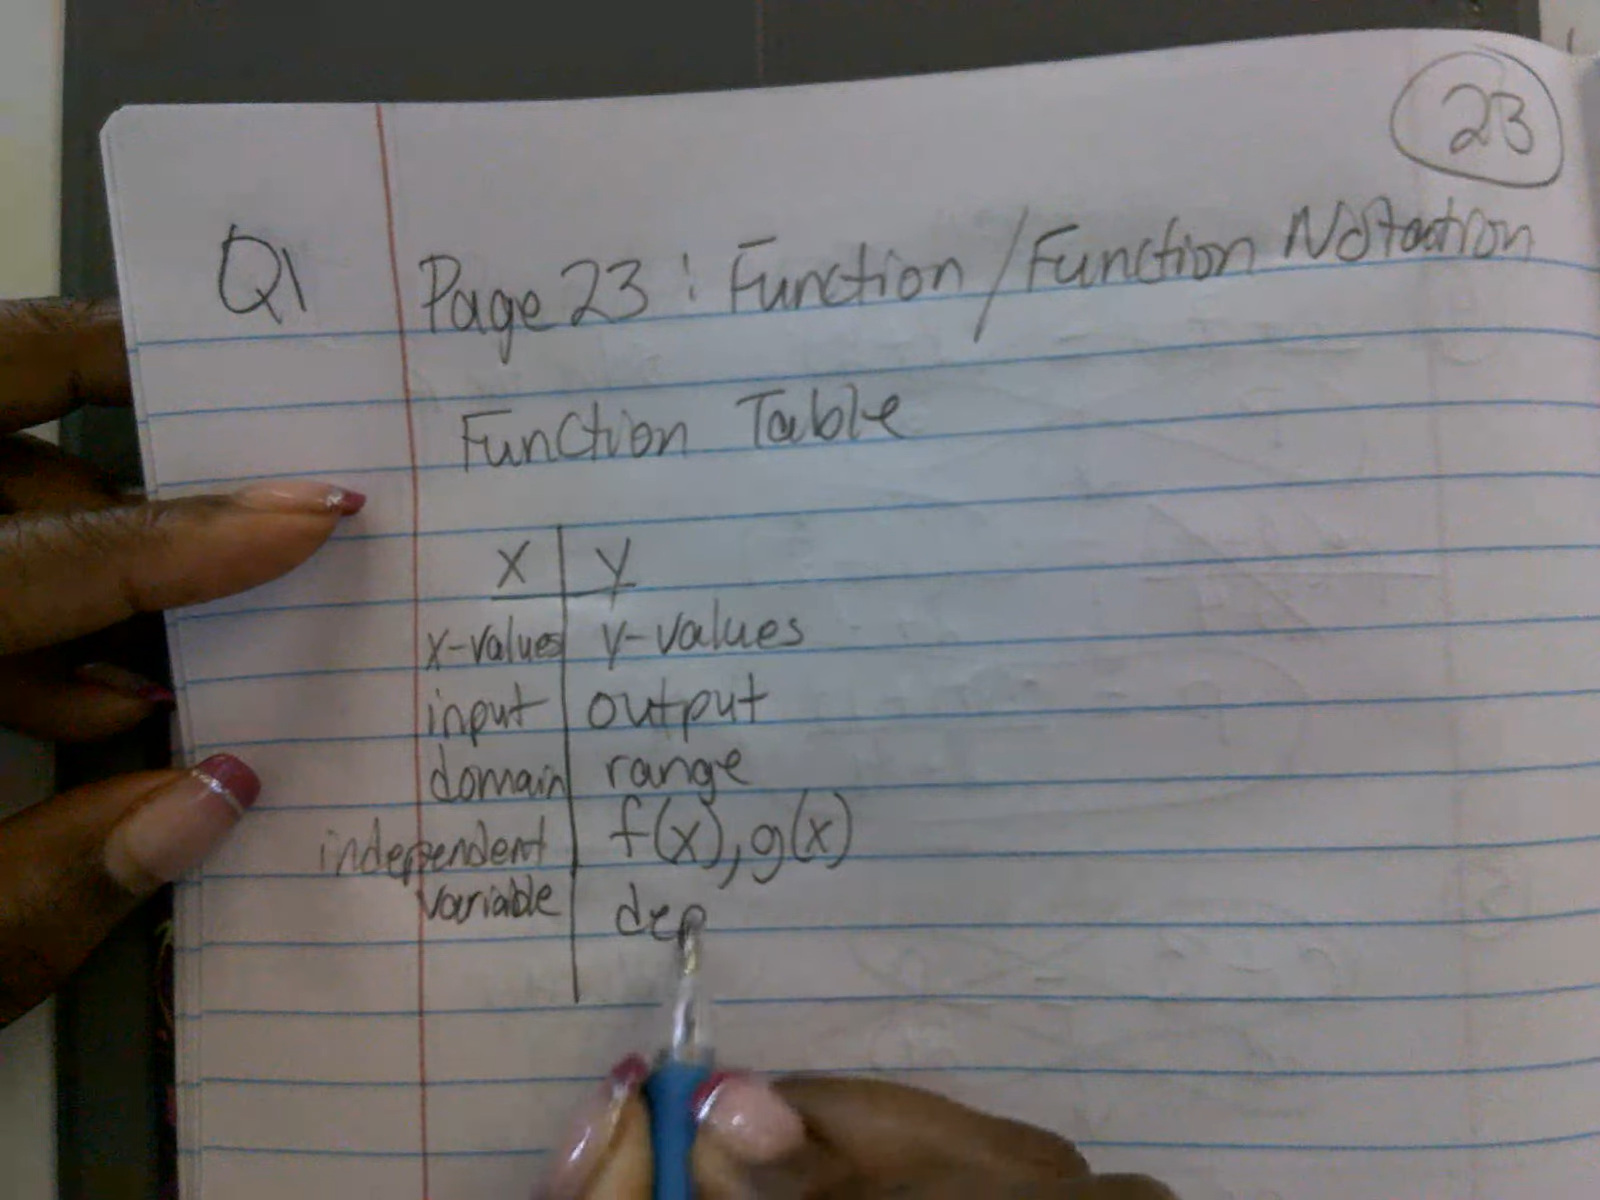 23
Q1 Page 23: Function/Function Notation
Function Table
x y
x-values y-values
input output
domain range
independent f(x), g(x)
variable dep